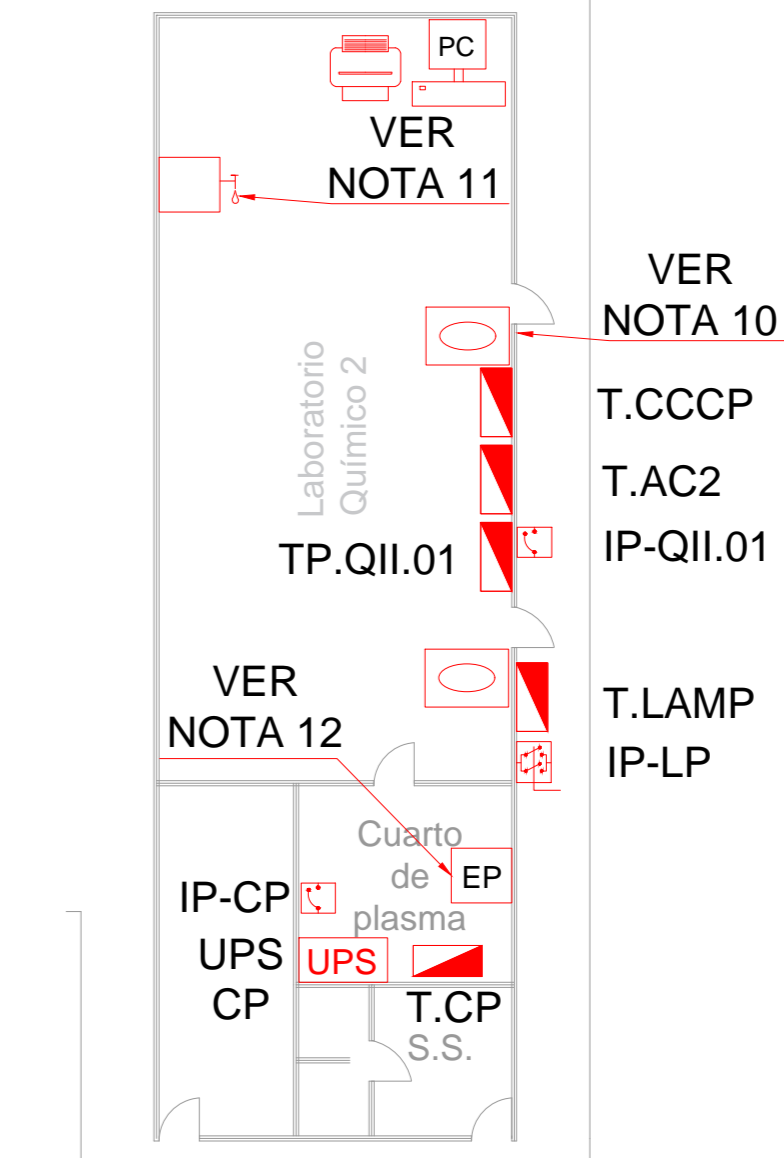 PC
VER
NOTA 11
VER
NOTA 10
Laboratorio
Químico 2
T.CCCP
T.AC2
TP.QII.01
IP-QII.01
VER
NOTA 12
T.LAMP
IP-LP
Cuarto
de
plasma
EP
IP-CP
UPS
CP
UPS
T.CP
S.S.